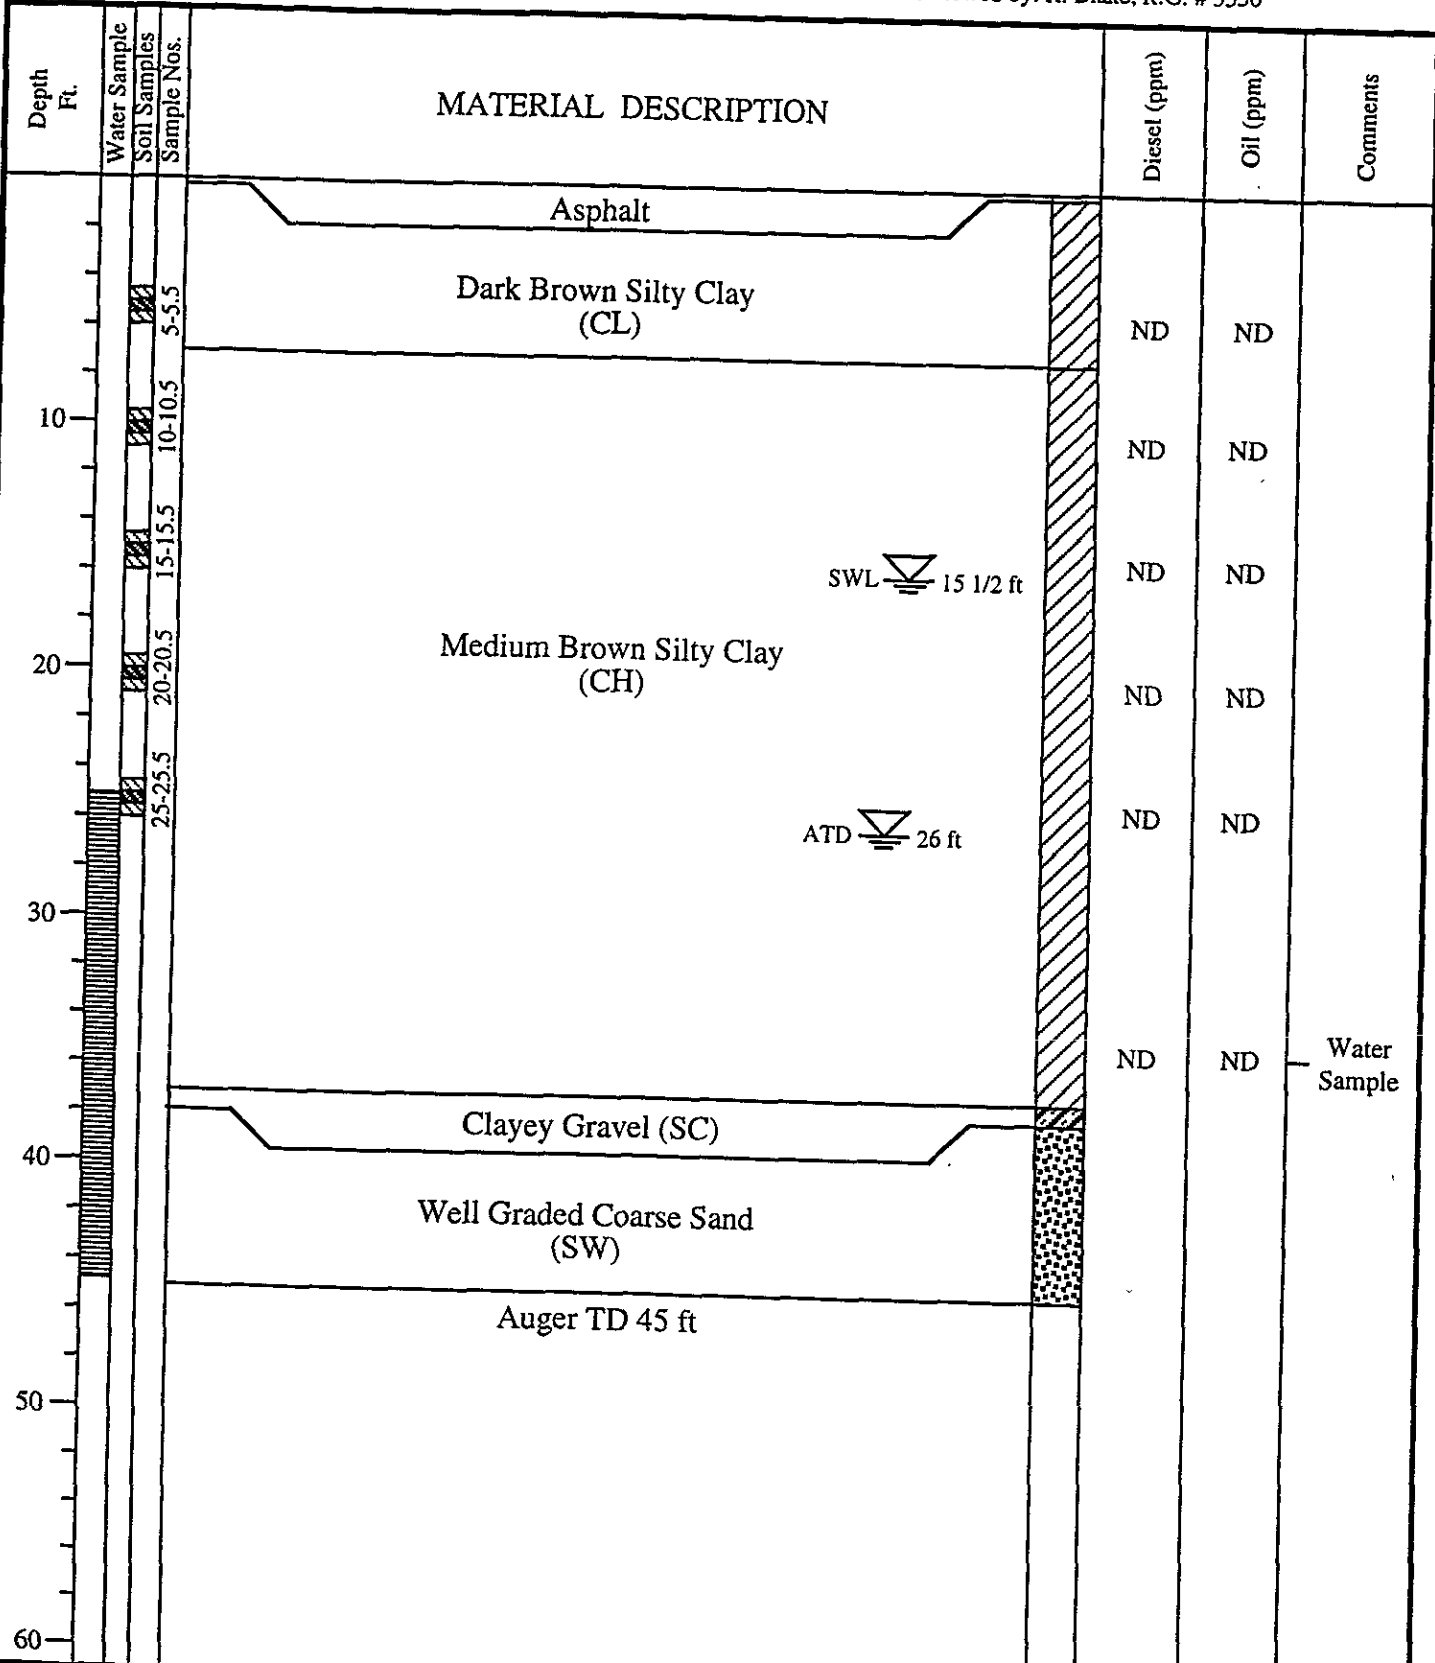 Depth
Ft.
Water Sample
Soil Samples
Sample Nos.
MATERIAL DESCRIPTION
Diesel (ppm)
Oil (ppm)
Comments
Asphalt
Dark Brown Silty Clay
(CL)
5-5.5
ND ND
10
10-10.5
ND ND
15-15.5
SWL 15 1/2 ft
ND ND
20
20-20.5
Medium Brown Silty Clay
(CH)
ND ND
25-25.5
ATD 26 ft
ND ND
30
ND ND
Water
Sample
Clayey Gravel (SC)
40
Well Graded Coarse Sand
(SW)
Auger TD 45 ft
50
60